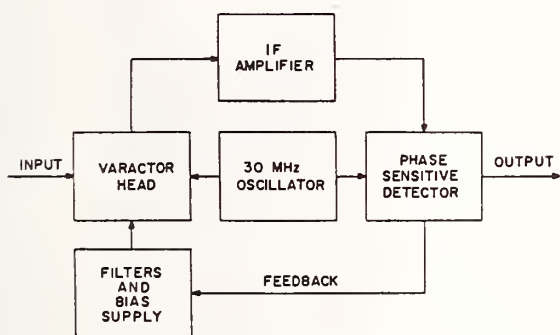 IF
AMPLIFIER
INPUT
VARACTOR
HEAD
30 MHz
OSCILLATOR
PHASE
SENSITIVE
DETECTOR
OUTPUT
FILTERS
AND
BIAS
SUPPLY
FEEDBACK